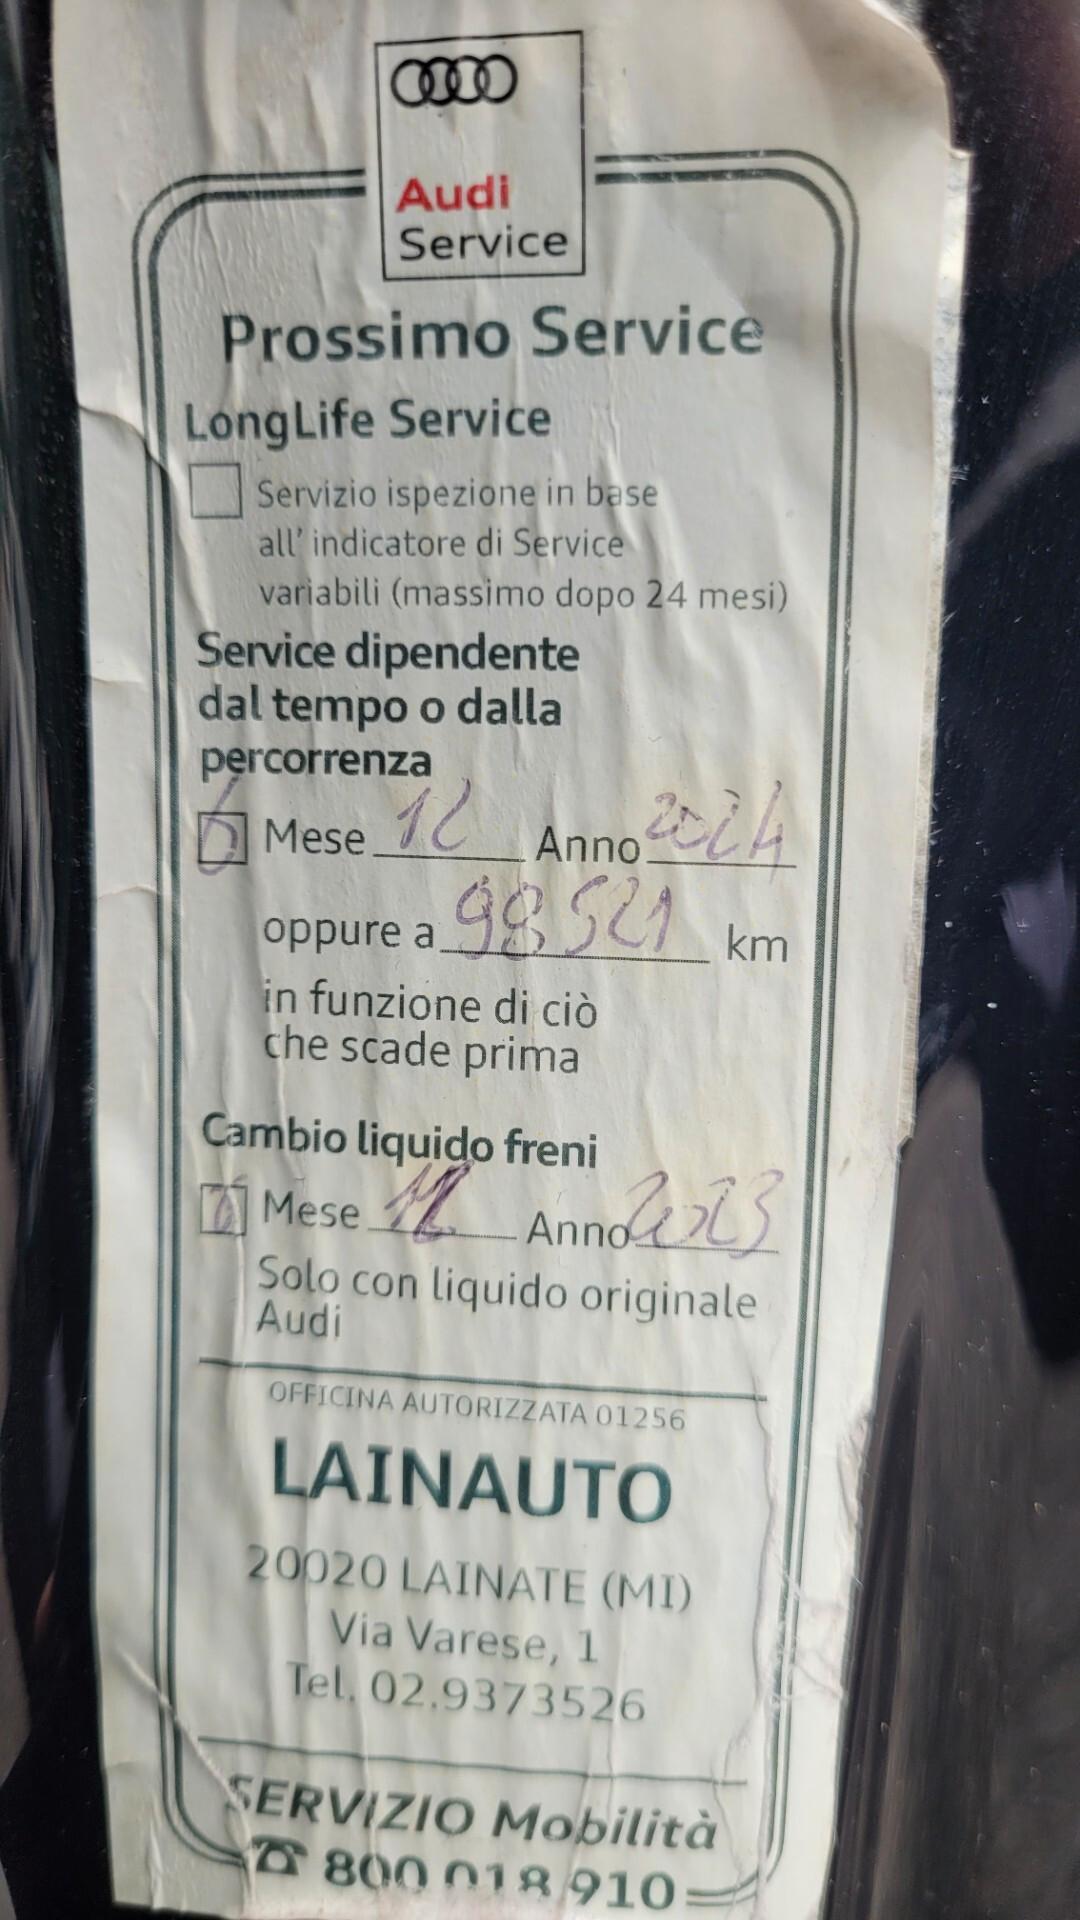 Audi
Service
Prossimo Service
LongLife Service
Servizio ispezione in base
all' indicatore di Service
variabili (massimo dopo 24 mesi)
Service dipendente
dal tempo o dalla
percorrenza
Mese 12 Anno 2024
oppure a 98521 km
in funzione di ciò
che scade prima
Cambio liquido freni
Mese 12 Anno 2023
Solo con liquido originale
Audi
OFFICINA AUTORIZZATA 01256
LAINAUTO
20020 LAINATE (MI)
Via Varese, 1
Tel. 02.9373526
SERVIZIO Mobilità
☎ 800 018 910